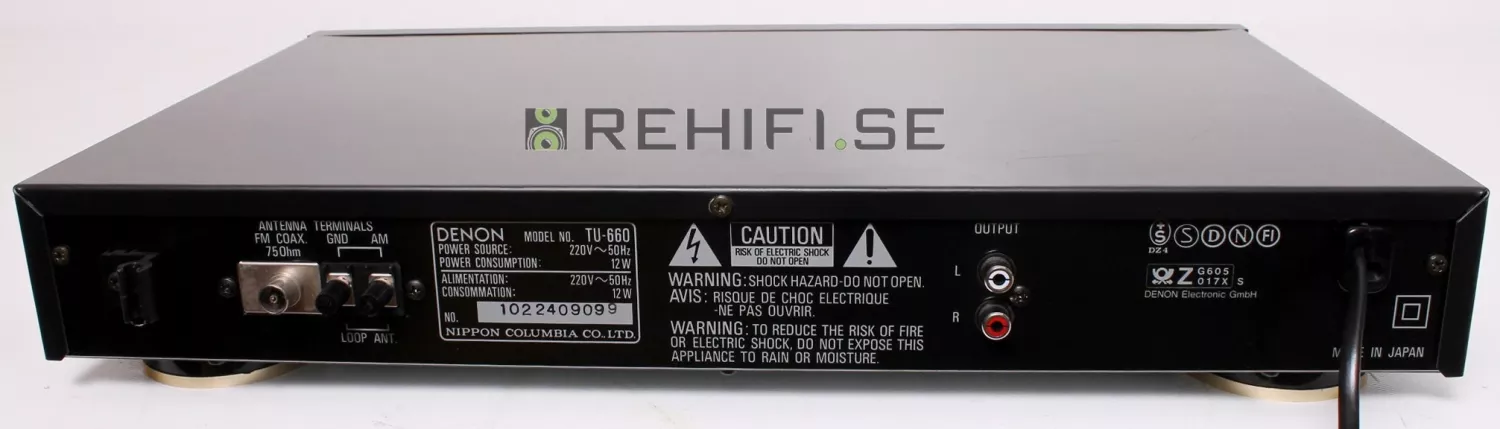 REHIFI.SE
ANTENNA TERMINALS
FM COAX. GND AM
75Ohm
LOOP ANT.
DENON MODEL NO. TU-660
POWER SOURCE: 220V~50Hz
POWER CONSUMPTION: 12W
ALIMENTATION: 220V~50Hz
CONSOMMATION: 12W
NO. 1022409099
NIPPON COLUMBIA CO., LTD.
CAUTION
RISK OF ELECTRIC SHOCK
DO NOT OPEN
WARNING: SHOCK HAZARD-DO NOT OPEN.
AVIS: RISQUE DE CHOC ELECTRIQUE
-NE PAS OUVRIR.
WARNING: TO REDUCE THE RISK OF FIRE
OR ELECTRIC SHOCK, DO NOT EXPOSE THIS
APPLIANCE TO RAIN OR MOISTURE.
OUTPUT
L
R
S S D N FI
DZ4
Z G605
017X S
DENON Electronic GmbH
IN JAPAN